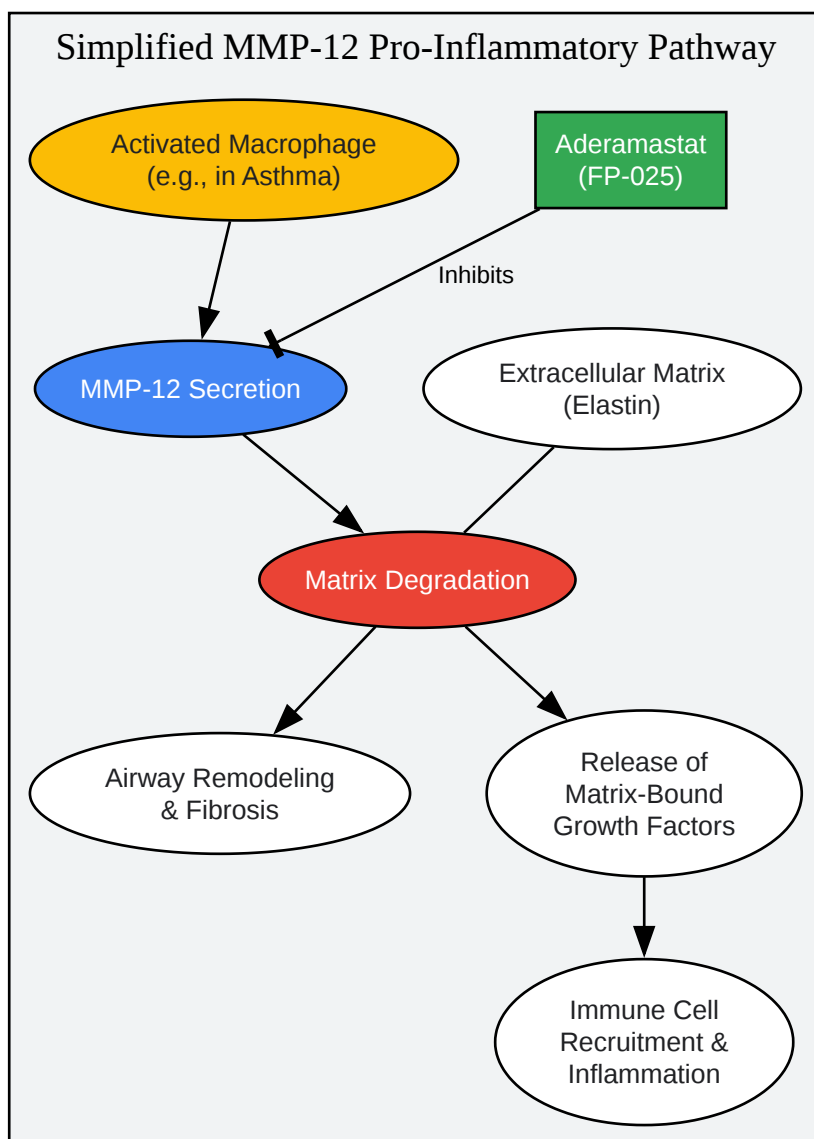 Simplified MMP-12 Pro-Inflammatory Pathway
Activated Macrophage
(e.g., in Asthma)
Aderamastat
(FP-025)
Inhibits
MMP-12 Secretion
Extracellular Matrix
(Elastin)
Matrix Degradation
Airway Remodeling
& Fibrosis
Release of
Matrix-Bound
Growth Factors
Immune Cell
Recruitment &
Inflammation